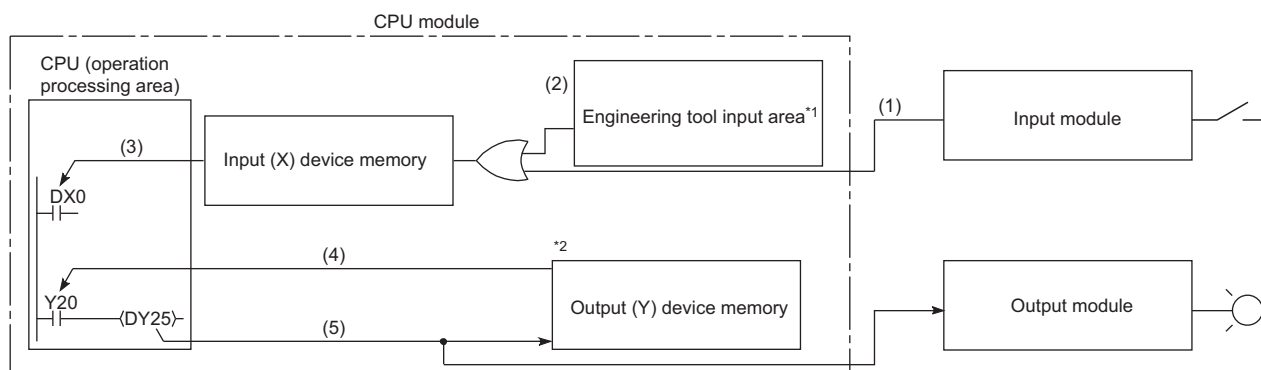 CPU module
CPU (operation
processing area)
(2)
Engineering tool input area*1
(1)
Input module
(3)
Input (X) device memory
DX0
*2
(4)
Y20
Output (Y) device memory
Output module
⟨DY25⟩
(5)